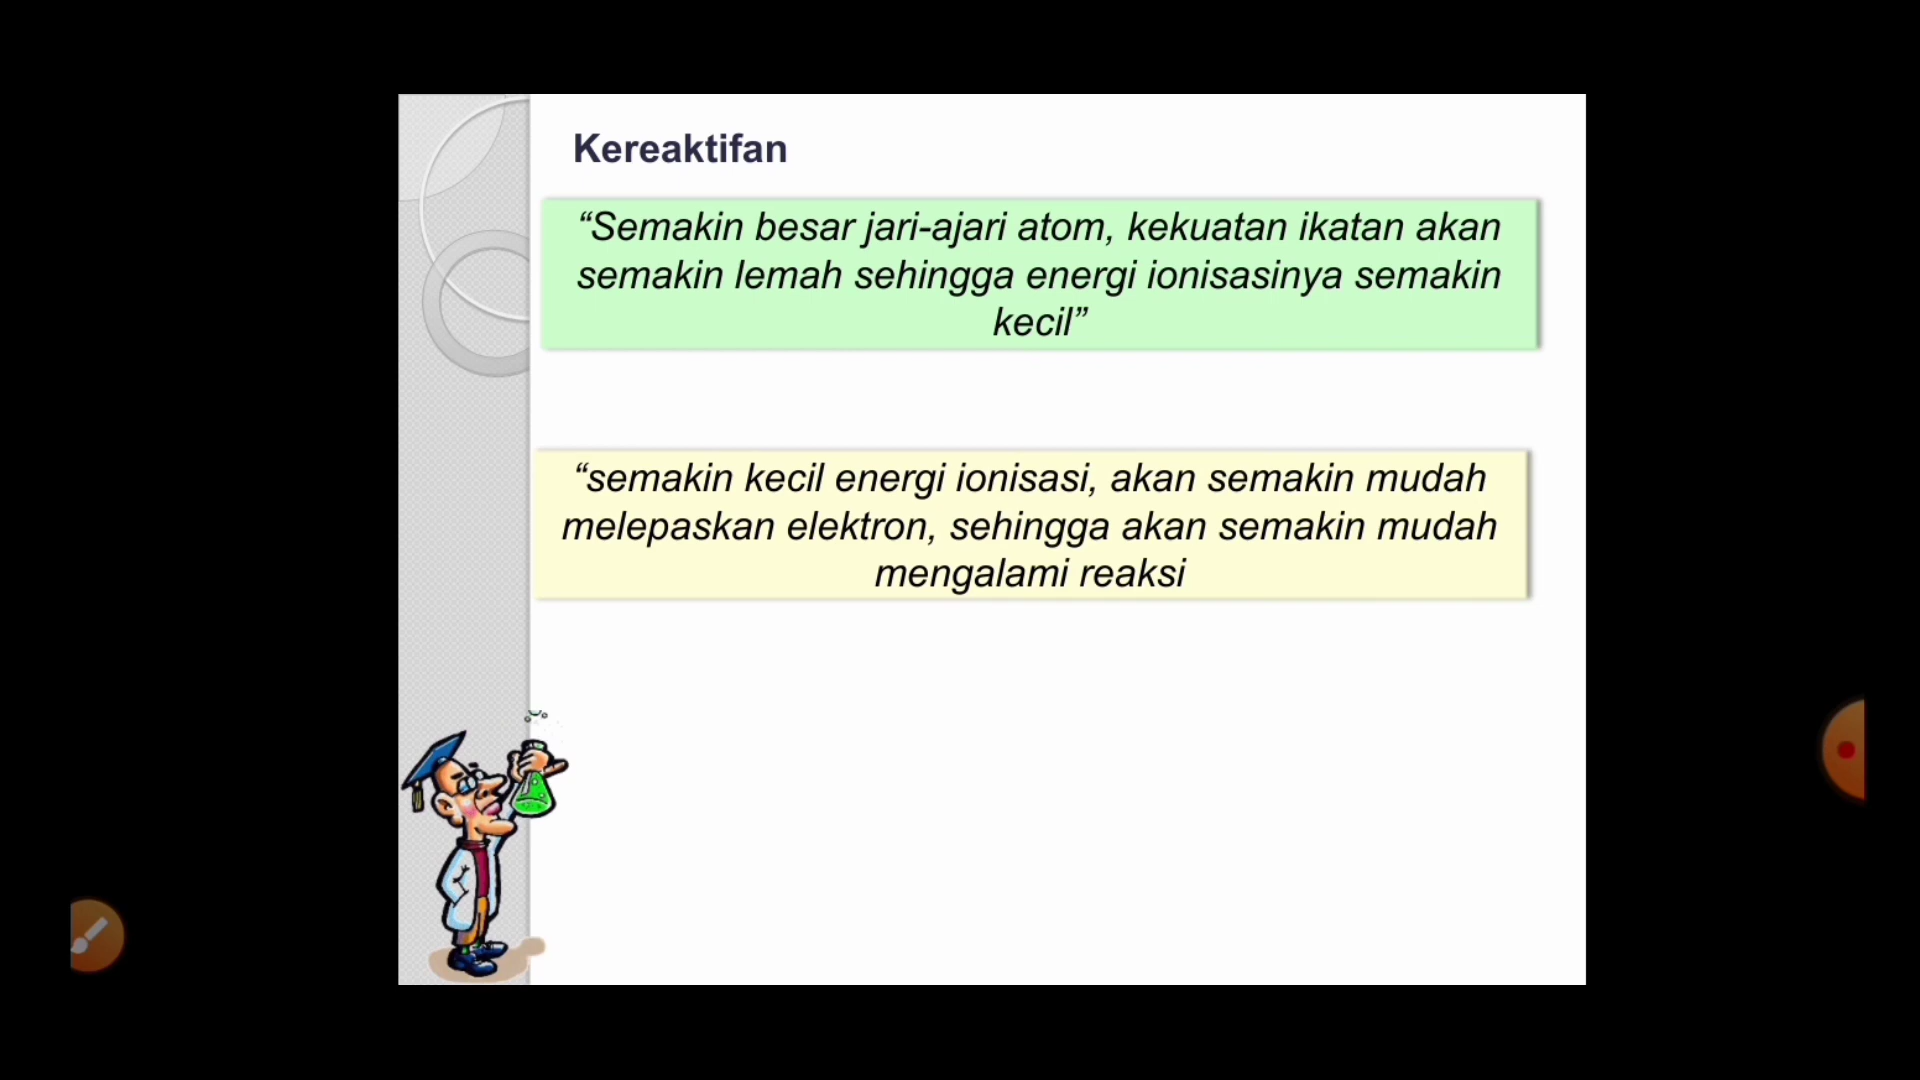 Kereaktifan
“Semakin besar jari-ajari atom, kekuatan ikatan akan
semakin lemah sehingga energi ionisasinya semakin
kecil”
“semakin kecil energi ionisasi, akan semakin mudah
melepaskan elektron, sehingga akan semakin mudah
mengalami reaksi